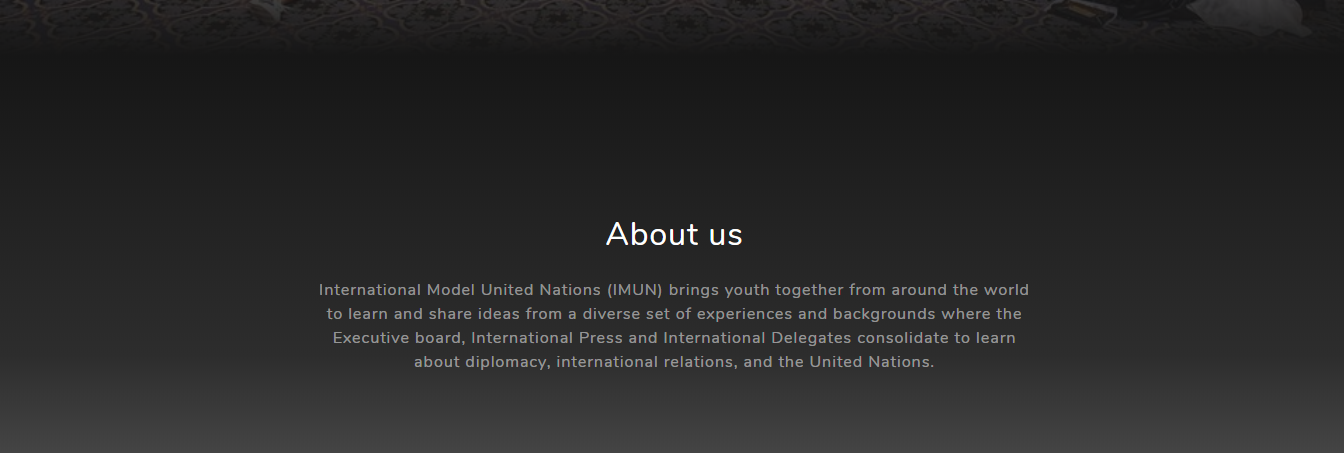 About us
International Model United Nations (IMUN) brings youth together from around the world
to learn and share ideas from a diverse set of experiences and backgrounds where the
Executive board, International Press and International Delegates consolidate to learn
about diplomacy, international relations, and the United Nations.